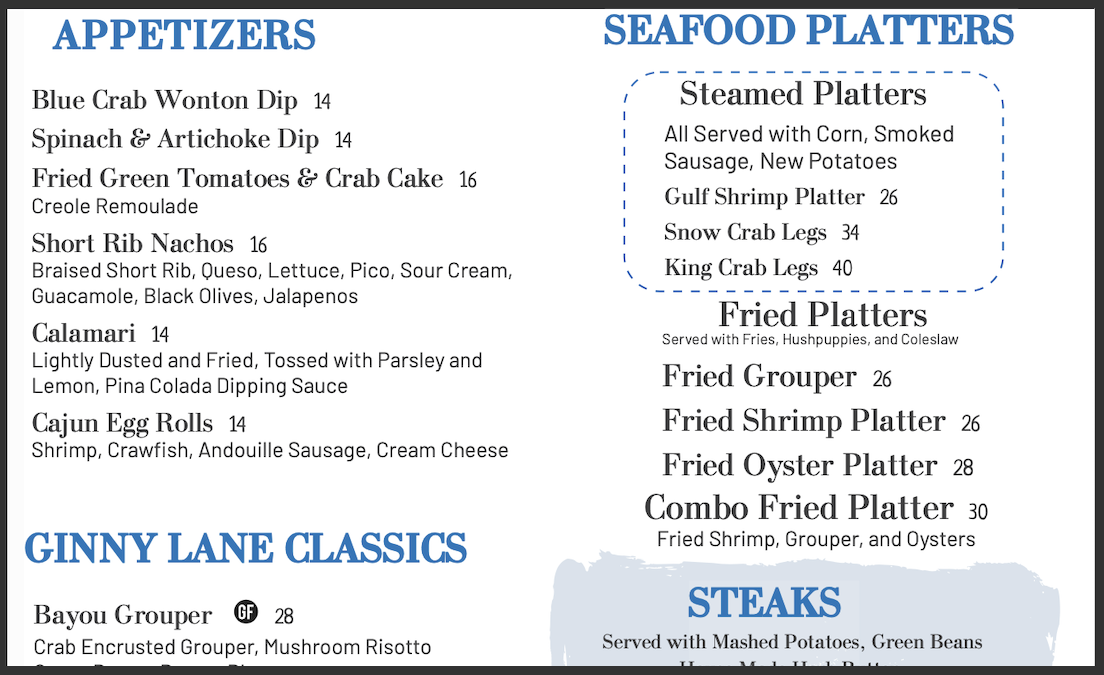 APPETIZERS
Blue Crab Wonton Dip 14
Spinach & Artichoke Dip 14
Fried Green Tomatoes & Crab Cake 16
Creole Remoulade
Short Rib Nachos 16
Braised Short Rib, Queso, Lettuce, Pico, Sour Cream,
Guacamole, Black Olives, Jalapenos
Calamari 14
Lightly Dusted and Fried, Tossed with Parsley and
Lemon, Pina Colada Dipping Sauce
Cajun Egg Rolls 14
Shrimp, Crawfish, Andouille Sausage, Cream Cheese
GINNY LANE CLASSICS
Bayou Grouper GF 28
Crab Encrusted Grouper, Mushroom Risotto
SEAFOOD PLATTERS
Steamed Platters
All Served with Corn, Smoked
Sausage, New Potatoes
Gulf Shrimp Platter 26
Snow Crab Legs 34
King Crab Legs 40
Fried Platters
Served with Fries, Hushpuppies, and Coleslaw
Fried Grouper 26
Fried Shrimp Platter 26
Fried Oyster Platter 28
Combo Fried Platter 30
Fried Shrimp, Grouper, and Oysters
STEAKS
Served with Mashed Potatoes, Green Beans